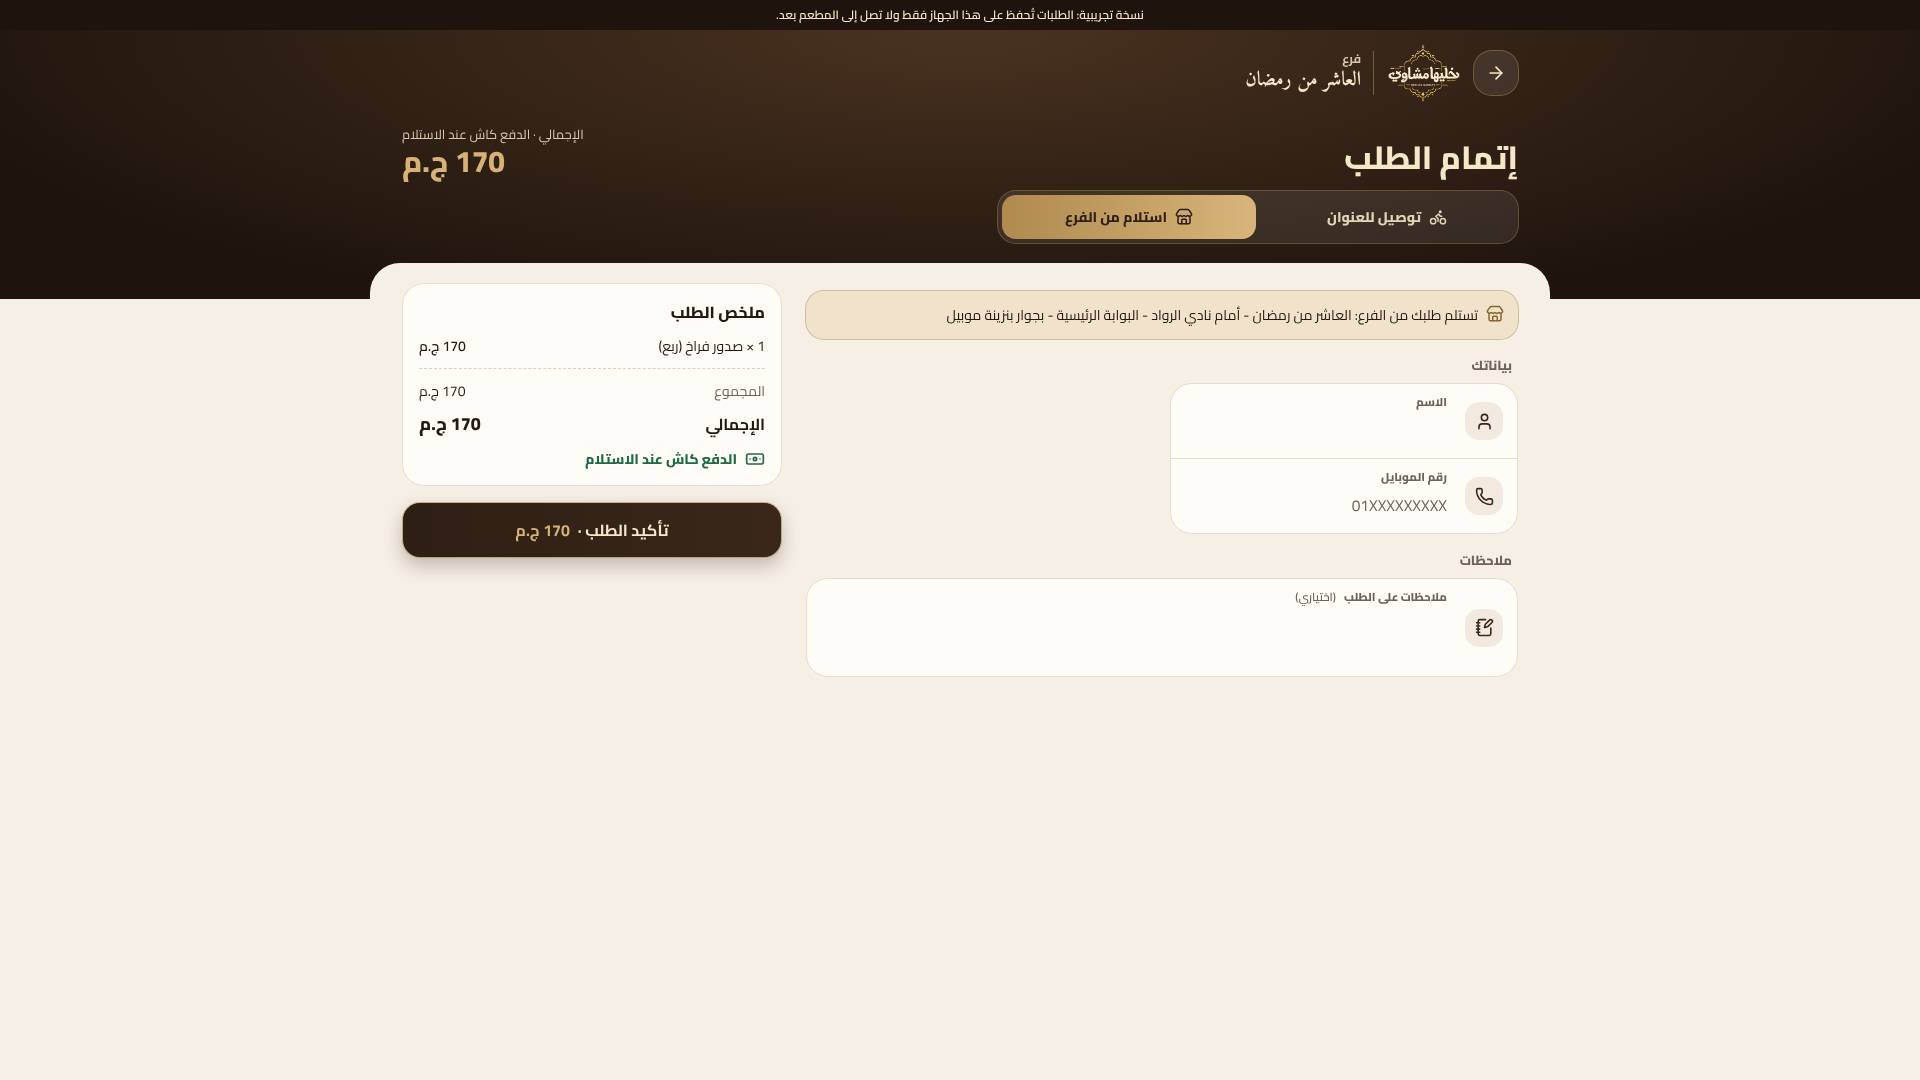 نسخة تجريبية: الطلبات تُحفظ على هذا الجهاز فقط ولا تصل إلى المطعم بعد.
خليها مشاوي
فرع
العاشر من رمضان
إتمام الطلب
الإجمالي · الدفع كاش عند الاستلام
170 ج.م
توصيل للعنوان
استلام من الفرع
تستلم طلبك من الفرع: العاشر من رمضان - أمام نادي الرواد - البوابة الرئيسية - بجوار بنزينة موبيل
بياناتك
الاسم
رقم الموبايل
01XXXXXXXXX
ملاحظات
ملاحظات على الطلب (اختياري)
ملخص الطلب
1 × صدور فراخ (ربع) 170 ج.م
المجموع 170 ج.م
الإجمالي 170 ج.م
الدفع كاش عند الاستلام
تأكيد الطلب · 170 ج.م